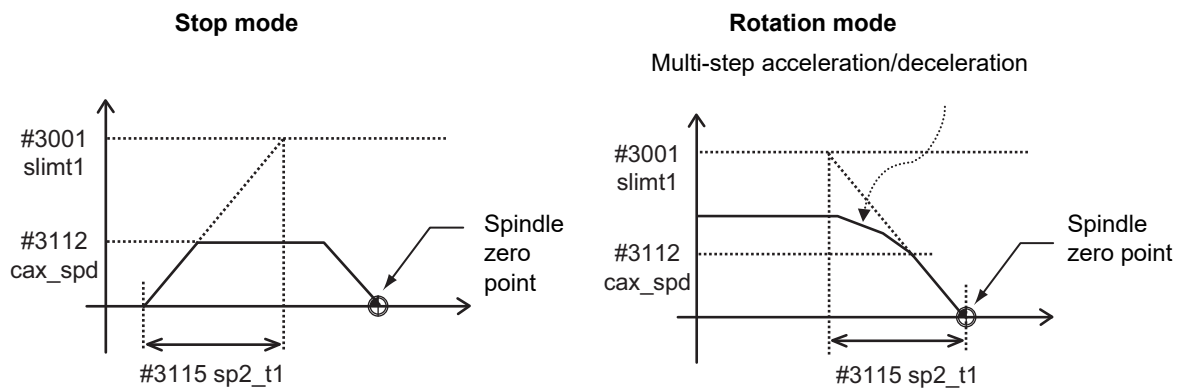 Stop mode
#3001
slimt1
#3112
cax_spd
Spindle
zero
point
#3115 sp2_t1
Rotation mode
Multi-step acceleration/deceleration
#3001
slimt1
#3112
cax_spd
Spindle
zero point
#3115 sp2_t1